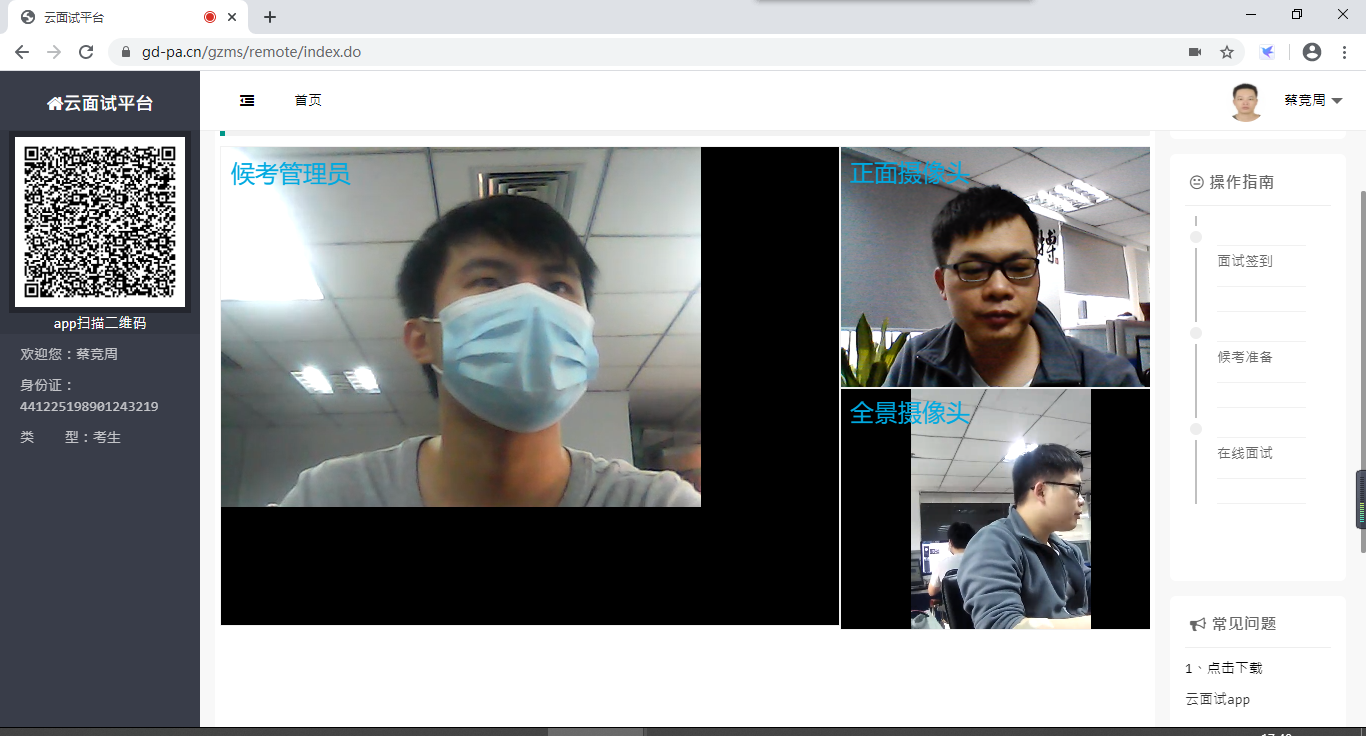 云面试平台
gd-pa.cn/gzms/remote/index.do
云面试平台
首页
蔡竞周
app扫描二维码
欢迎您：蔡竞周
身份证：
441225198901243219
类 型：考生
候考管理员
正面摄像头
搏
全景摄像头
操作指南
面试签到
候考准备
在线面试
常见问题
1、点击下载
云面试app